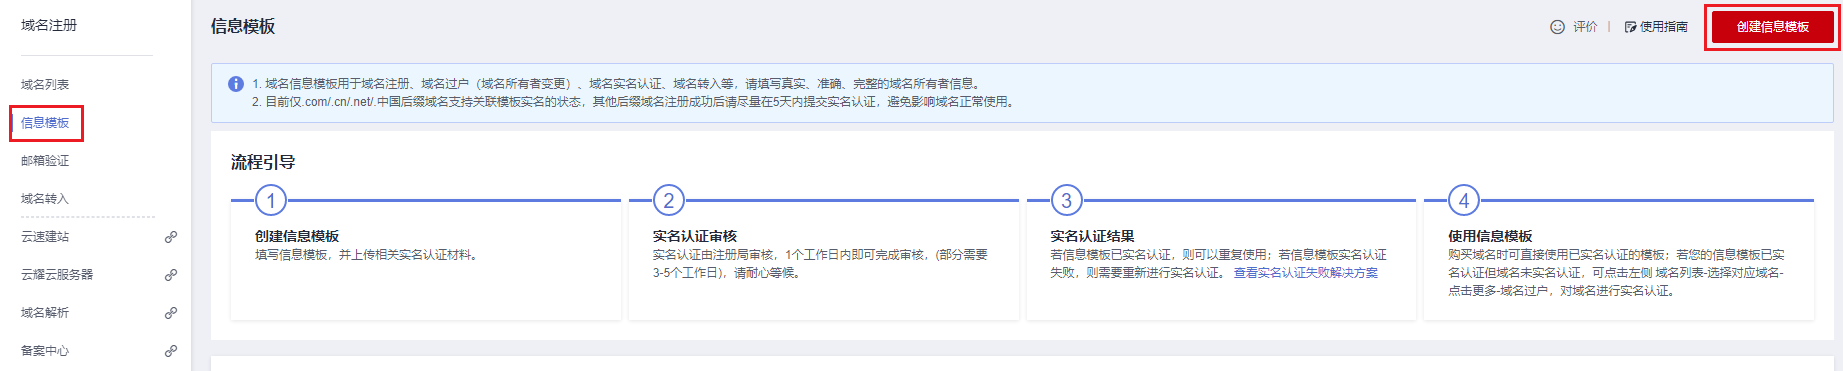 域名注册
域名列表
信息模板
邮箱验证
域名转入
云速建站
云耀云服务器
域名解析
备案中心
信息模板
评价
使用指南
创建信息模板
1. 域名信息模板用于域名注册、域名过户（域名所有者变更）、域名实名认证、域名转入等，请填写真实、准确、完整的域名所有者信息。
2. 目前仅.com/.cn/.net/.中国后缀域名支持关联模板实名的状态，其他后缀域名注册成功后请尽量在5天内提交实名认证，避免影响域名正常使用。
流程引导
1
创建信息模板
填写信息模板，并上传相关实名认证材料。
2
实名认证审核
实名认证由注册局审核，1个工作日内即可完成审核，(部分需要
3-5个工作日)，请耐心等候。
3
实名认证结果
若信息模板已实名认证，则可以重复使用；若信息模板实名认证
失败，则需要重新进行实名认证。 查看实名认证失败解决方案
4
使用信息模板
购买域名时可直接使用已实名认证的模板；若您的信息模板已实
名认证但域名未实名认证，可点击左侧 域名列表-选择对应域名-
点击更多-域名过户，对域名进行实名认证。